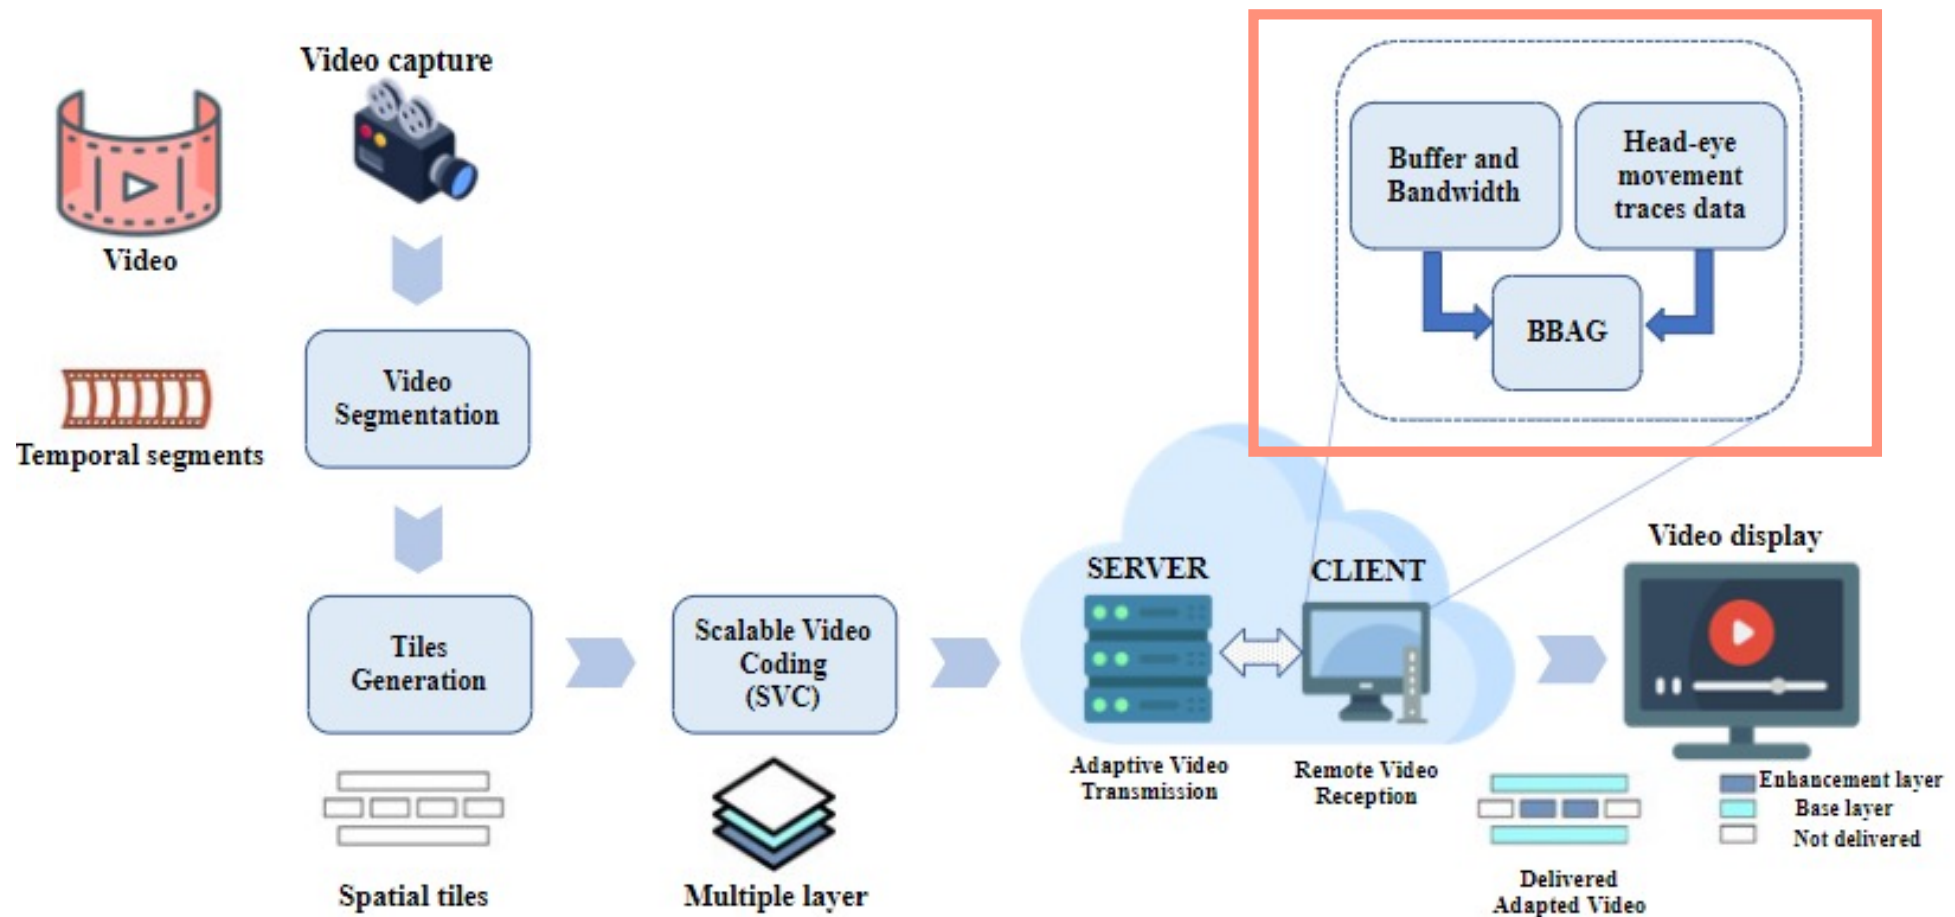 Video capture
Video
Video
Segmentation
Temporal segments
Tiles
Generation
Spatial tiles
Scalable Video
Coding
(SVC)
Multiple layer
Buffer and
Bandwidth
Head-eye
movement
traces data
BBAG
SERVER
CLIENT
Adaptive Video
Transmission
Remote Video
Reception
Video display
Delivered
Adapted Video
Enhancement layer
Base layer
Not delivered